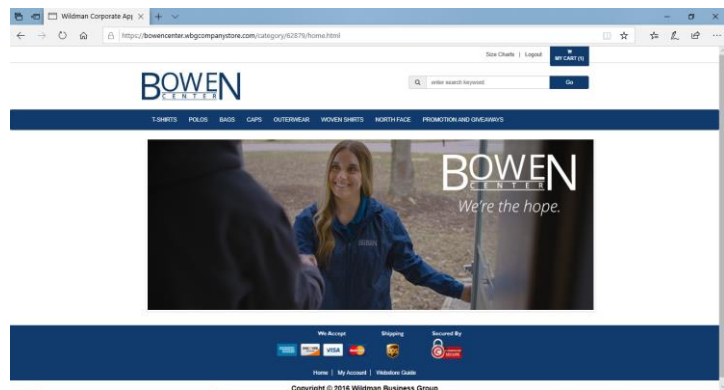 Wildman Corporate App
https://bowencenter.wbgcompanystore.com/category/62879/home.html
Size Charts | Logout
MY CART (1)
BOWEN
CENTER
enter search keyword
Go
T-SHIRTS POLOS BAGS CAPS OUTERWEAR WOVEN SHIRTS NORTH FACE PROMOTION AND GIVEAWAYS
BOWEN
CENTER
We're the hope.
We Accept Shipping Secured By
VISA
ups
Home | My Account | Webstore Guide
Copyright © 2016 Wildman Business Group